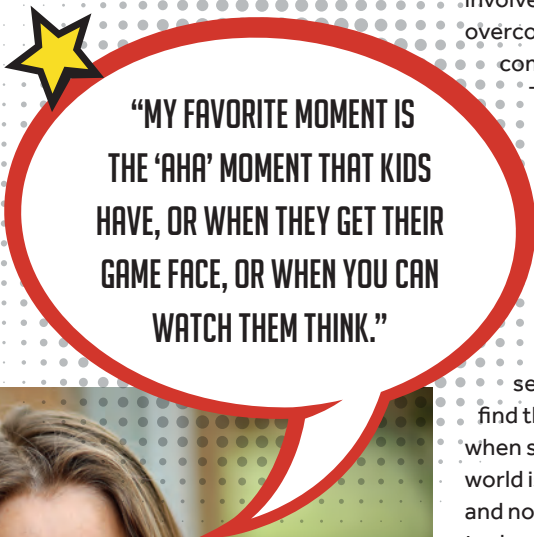 “MY FAVORITE MOMENT IS
THE ‘AHA’ MOMENT THAT KIDS
HAVE, OR WHEN THEY GET THEIR
GAME FACE, OR WHEN YOU CAN
WATCH THEM THINK.”
overco
con
se
find th
when s
world i
and no